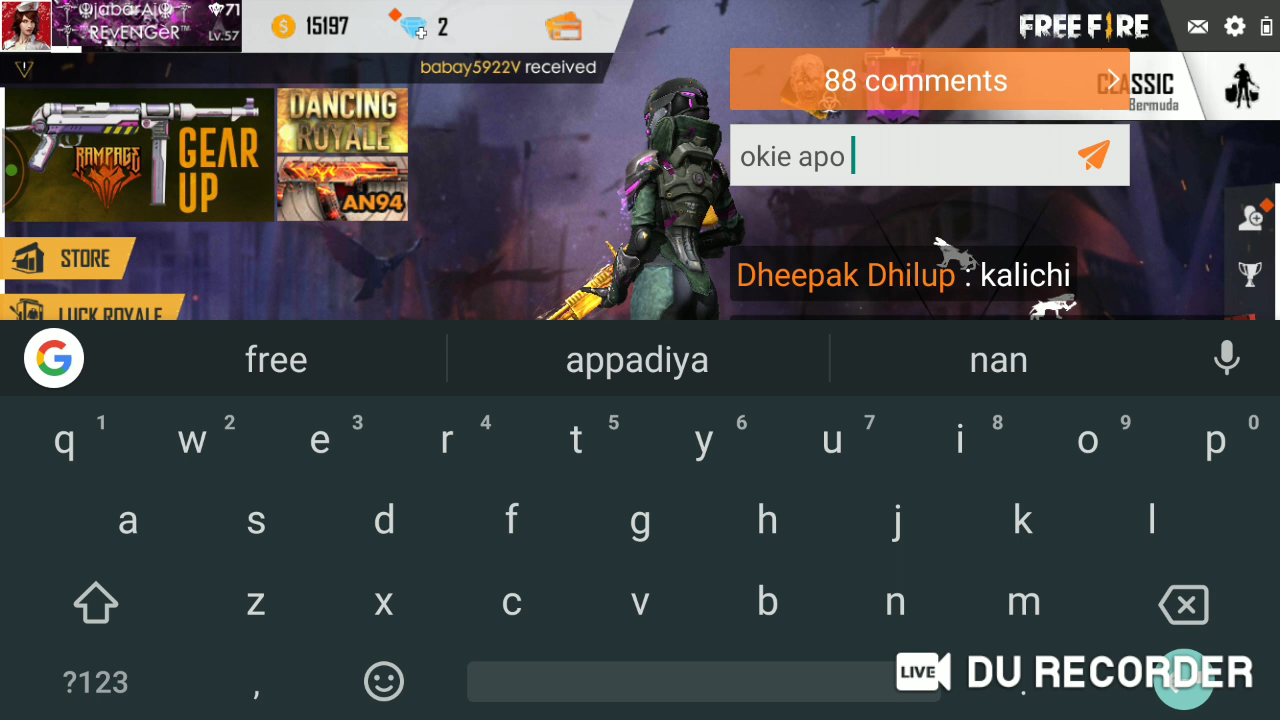 ŵjabárAiŵ
REvENGëR™
71
Lv.57
15197
2
FREE FIRE
babay5922V received
88 comments
CLASSIC
Bermuda
okie apo
GEAR
UP
RAMPAGE
DANCING
ROYALE
AN94
STORE
LUCK ROYALE
Dheepak Dhilup : kalichi
G free appadiya nan
q 1 w 2 e 3 r 4 t 5 y 6 u 7 i 8 o 9 p 0
a s d f g h j k l
z x c v b n m
?123 , .
LIVE DU RECORDER